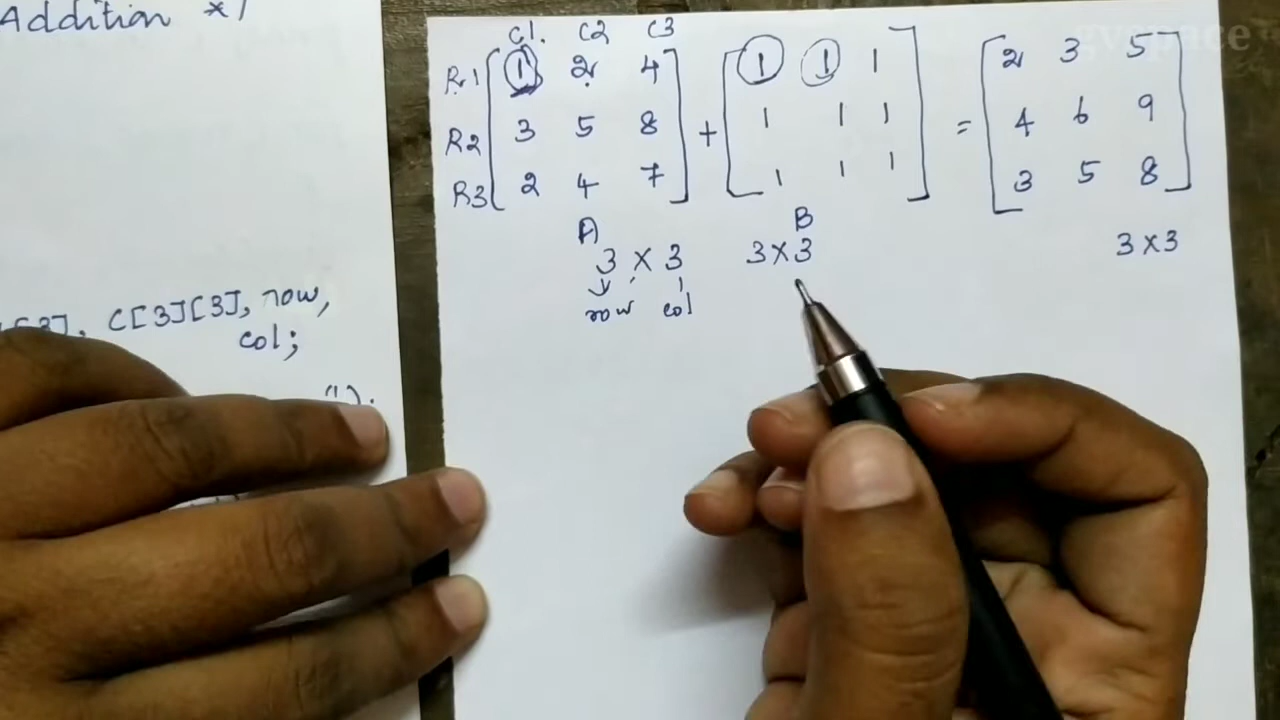 Addition */
[3], C[3][3], row,
col;
");
C1. C2 C3
R1 1 2 4 1 1 1 2 3 5
R2 3 5 8 + 1 1 1 = 4 6 9
R3 2 4 7 1 1 1 3 5 8
A B
3 x 3 3x3 3x3
row col
gvspace